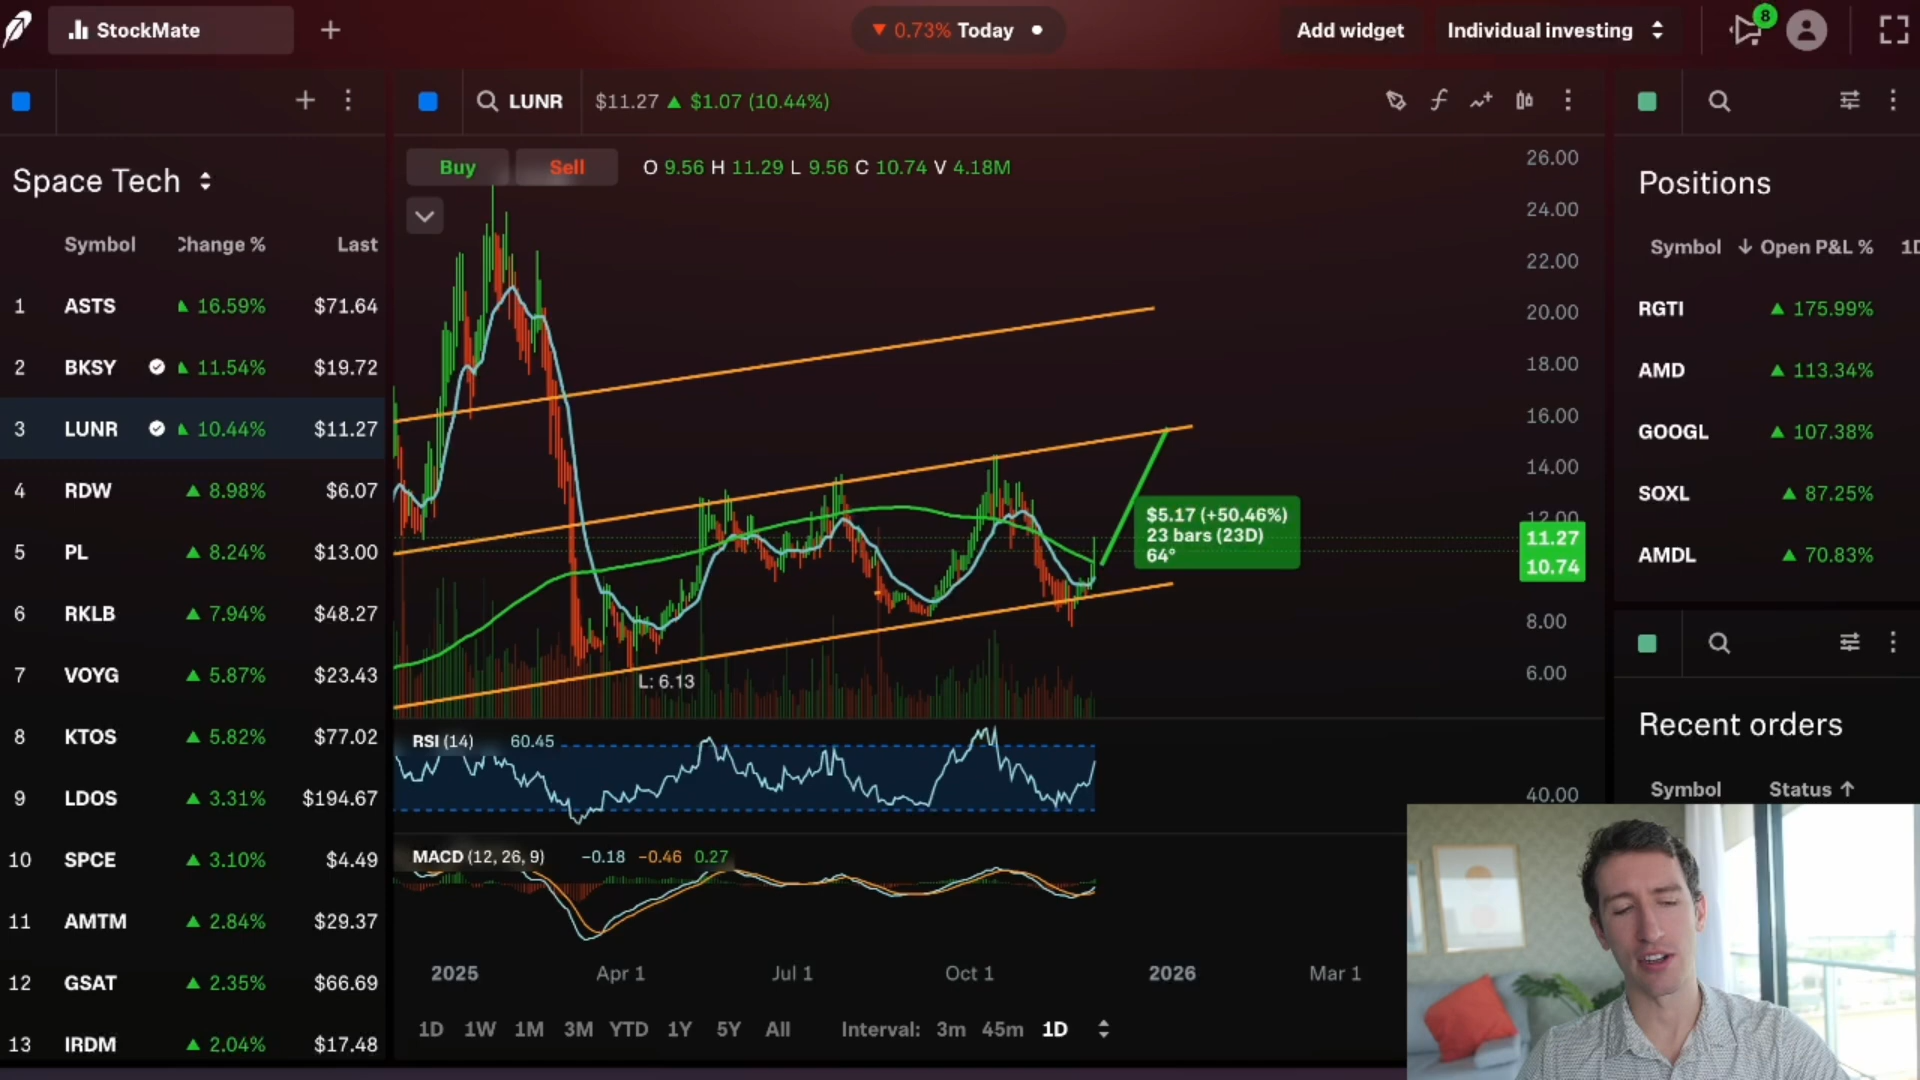 StockMate
0.73% Today
Add widget
Individual investing
8
LUNR
$11.27 $1.07 (10.44%)
Space Tech
Symbol Change % Last
1 ASTS 16.59% $71.64
2 BKSY 11.54% $19.72
3 LUNR 10.44% $11.27
4 RDW 8.98% $6.07
5 PL 8.24% $13.00
6 RKLB 7.94% $48.27
7 VOYG 5.87% $23.43
8 KTOS 5.82% $77.02
9 LDOS 3.31% $194.67
10 SPCE 3.10% $4.49
11 AMTM 2.84% $29.37
12 GSAT 2.35% $66.69
13 IRDM 2.04% $17.48
Buy
Sell
O 9.56 H 11.29 L 9.56 C 10.74 V 4.18M
26.00
24.00
22.00
20.00
18.00
16.00
14.00
12.00
11.27
10.74
8.00
6.00
$5.17 (+50.46%)
23 bars (23D)
64°
L: 6.13
RSI (14) 60.45
40.00
MACD (12, 26, 9) −0.18 −0.46 0.27
2025 Apr 1 Jul 1 Oct 1 2026 Mar 1
1D 1W 1M 3M YTD 1Y 5Y All Interval: 3m 45m 1D
Positions
Symbol Open P&L % 1D
RGTI 175.99%
AMD 113.34%
GOOGL 107.38%
SOXL 87.25%
AMDL 70.83%
Recent orders
Symbol Status